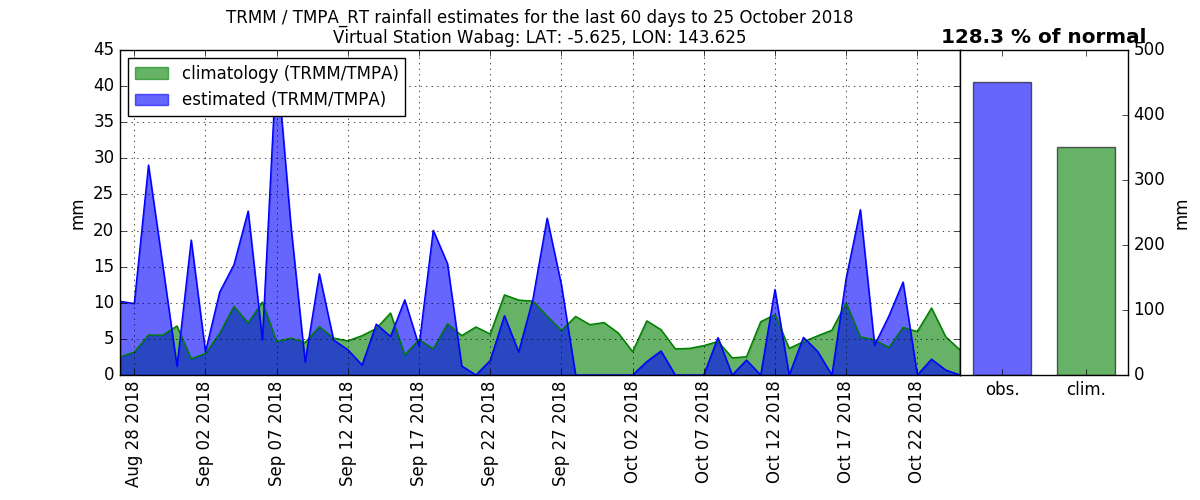 TRMM / TMPA_RT rainfall estimates for the last 60 days to 25 October 2018
Virtual Station Wabag: LAT: -5.625, LON: 143.625
128.3 % of normal
climatology (TRMM/TMPA)
estimated (TRMM/TMPA)
45
40
35
30
25
20
15
10
5
0
mm
Aug 28 2018
Sep 02 2018
Sep 07 2018
Sep 12 2018
Sep 17 2018
Sep 22 2018
Sep 27 2018
Oct 02 2018
Oct 07 2018
Oct 12 2018
Oct 17 2018
Oct 22 2018
obs.
clim.
500
400
300
200
100
0
mm